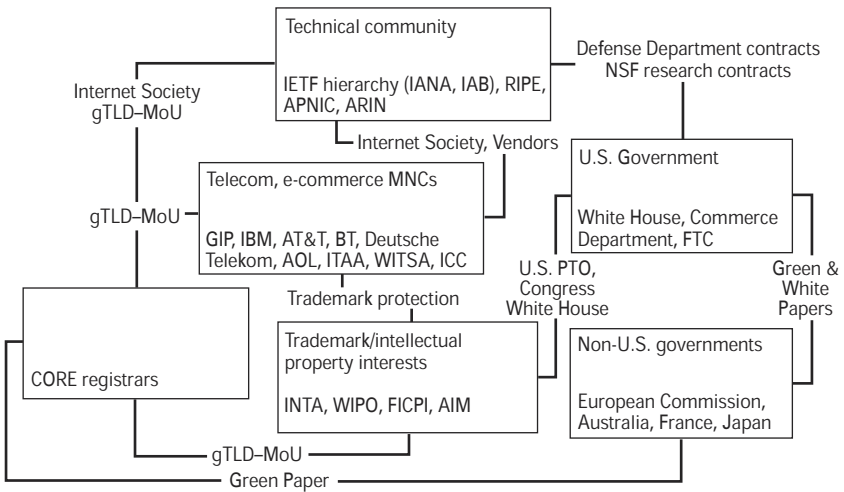 Technical community
IETF hierarchy (IANA, IAB), RIPE,
APNIC, ARIN
Defense Department contracts
NSF research contracts
Internet Society
gTLD–MoU
Internet Society, Vendors
U.S. Government
White House, Commerce
Department, FTC
Telecom, e-commerce MNCs
GIP, IBM, AT&T, BT, Deutsche
Telekom, AOL, ITAA, WITSA, ICC
gTLD–MoU
U.S. PTO,
Congress
White House
Green &
White
Papers
Trademark protection
CORE registrars
Trademark/intellectual
property interests
INTA, WIPO, FICPI, AIM
Non-U.S. governments
European Commission,
Australia, France, Japan
gTLD–MoU
Green Paper